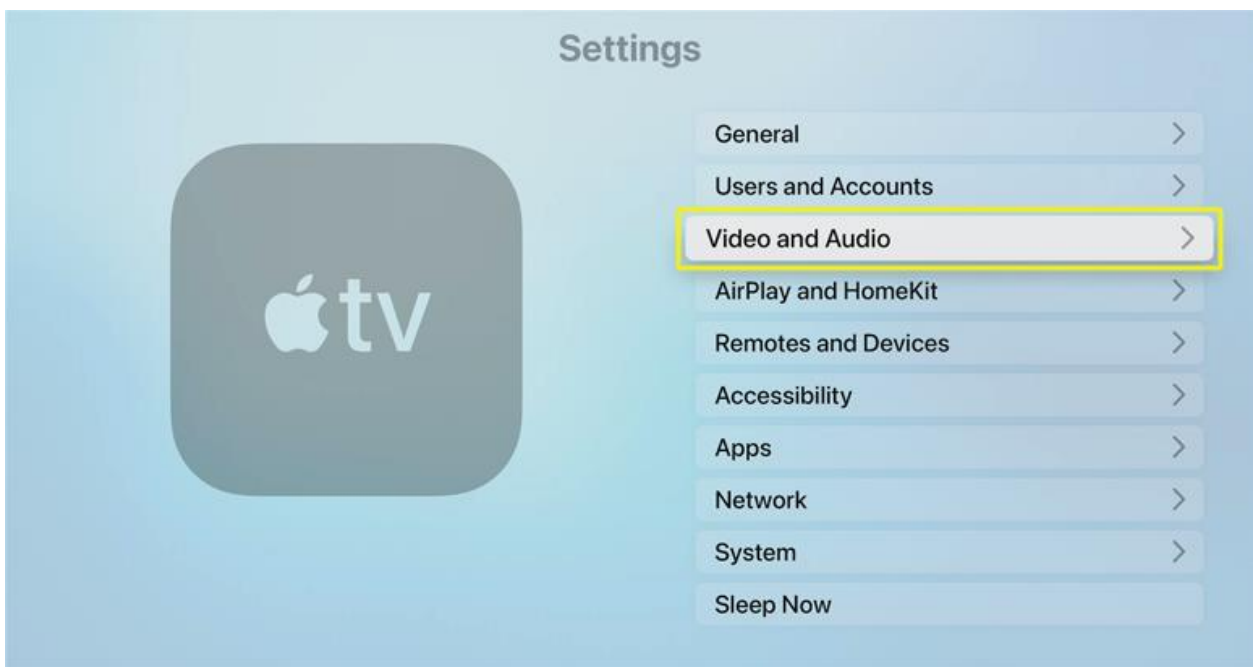 Settings
tv
General
Users and Accounts
Video and Audio
AirPlay and HomeKit
Remotes and Devices
Accessibility
Apps
Network
System
Sleep Now